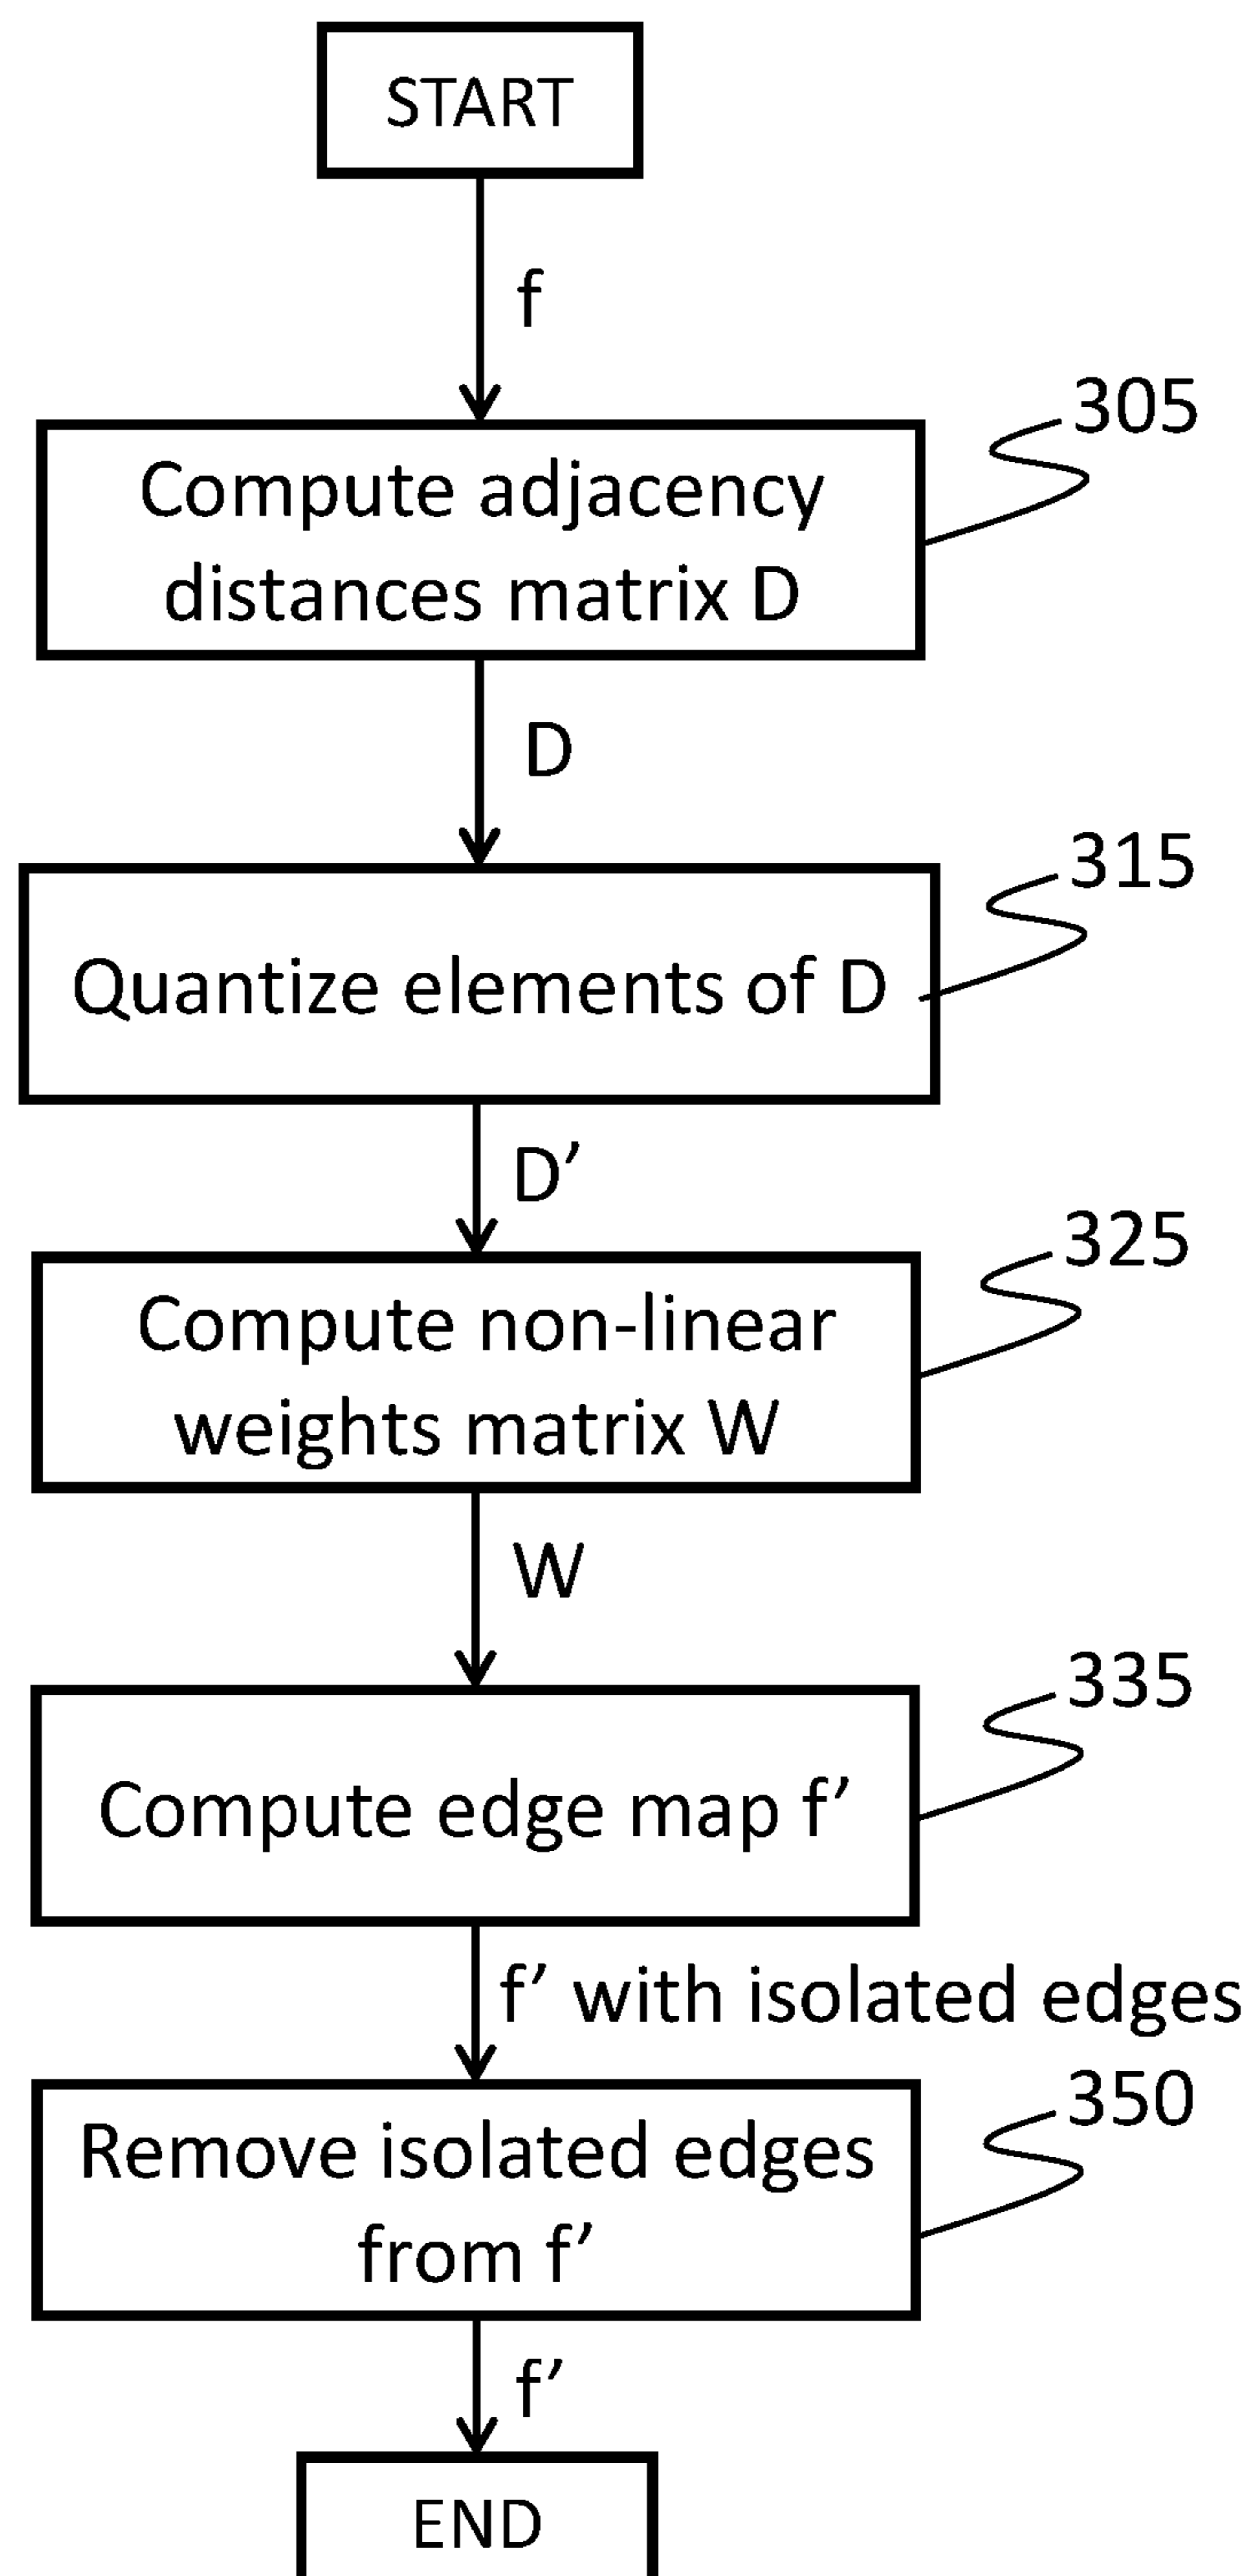 START
f
305
Compute adjacency
distances matrix D
D
315
Quantize elements of D
D’
325
Compute non-linear
weights matrix W
W
335
Compute edge map f’
f’ with isolated edges
350
Remove isolated edges
from f’
f’
END